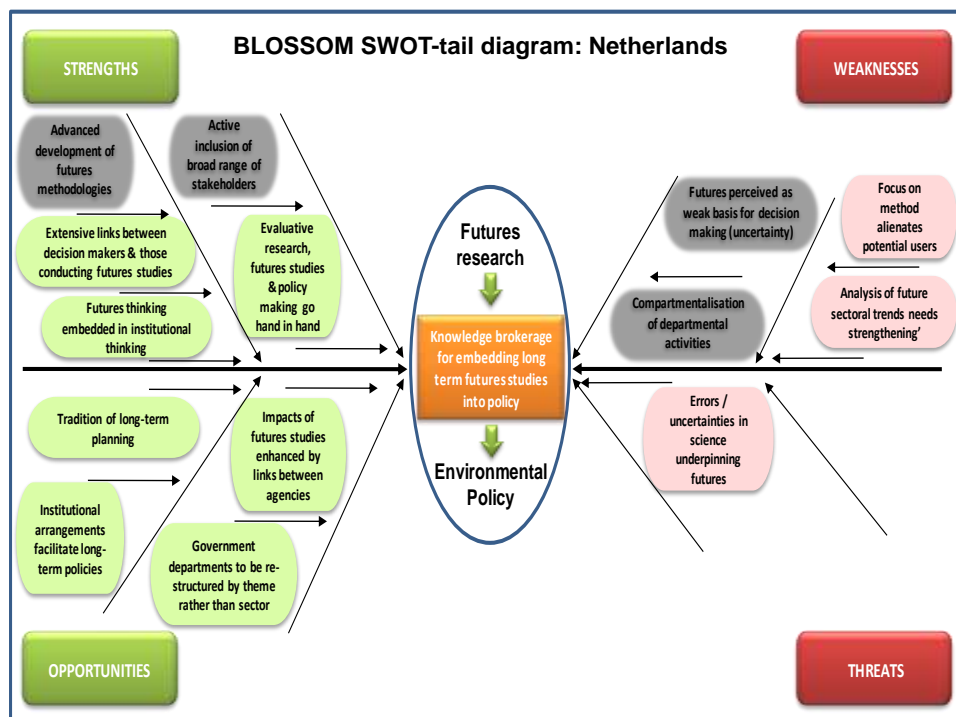 BLOSSOM SWOT-tail diagram: Netherlands
STRENGTHS
WEAKNESSES
Advanced
development of
futures
methodologies
Active
inclusion of
broad range of
stakeholders
Extensive links between
decision makers & those
conducting futures studies
Evaluative
research,
futures studies
& policy
making go
hand in hand
Futures thinking
embedded in institutional
thinking
Futures
research
Knowledge brokerage
for embedding long
term futures studies
into policy
Environmental
Policy
Futures perceived as
weak basis for decision
making (uncertainty)
Focus on
method
alienates
potential users
Compartmentalisation
of departmental
activities
Analysis of future
sectoral trends needs
strengthening’
Tradition of long-term
planning
Impacts of
futures studies
enhanced by
links between
agencies
Errors /
uncertainties in
science
underpinning
futures
Institutional
arrangements
facilitate long-
term policies
Government
departments to be re-
structured by theme
rather than sector
OPPORTUNITIES
THREATS